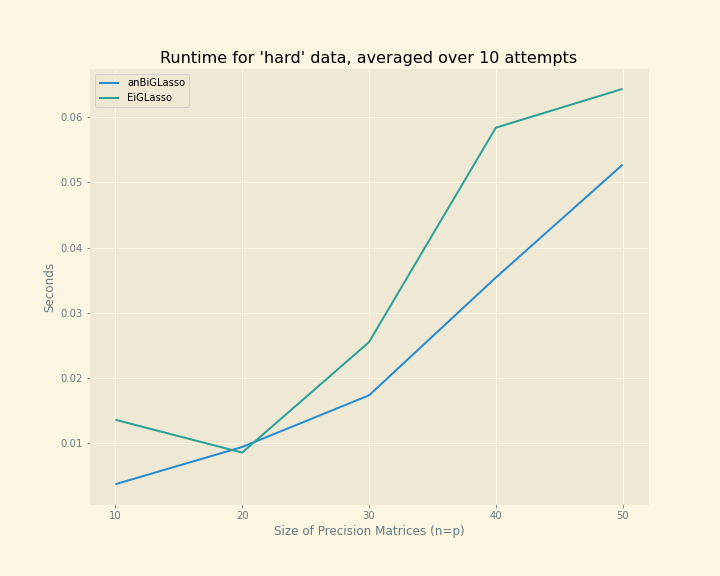 Runtime for 'hard' data, averaged over 10 attempts
anBiGLasso
EiGLasso
0.06
0.05
0.04
0.03
0.02
0.01
Seconds
10 20 30 40 50
Size of Precision Matrices (n=p)